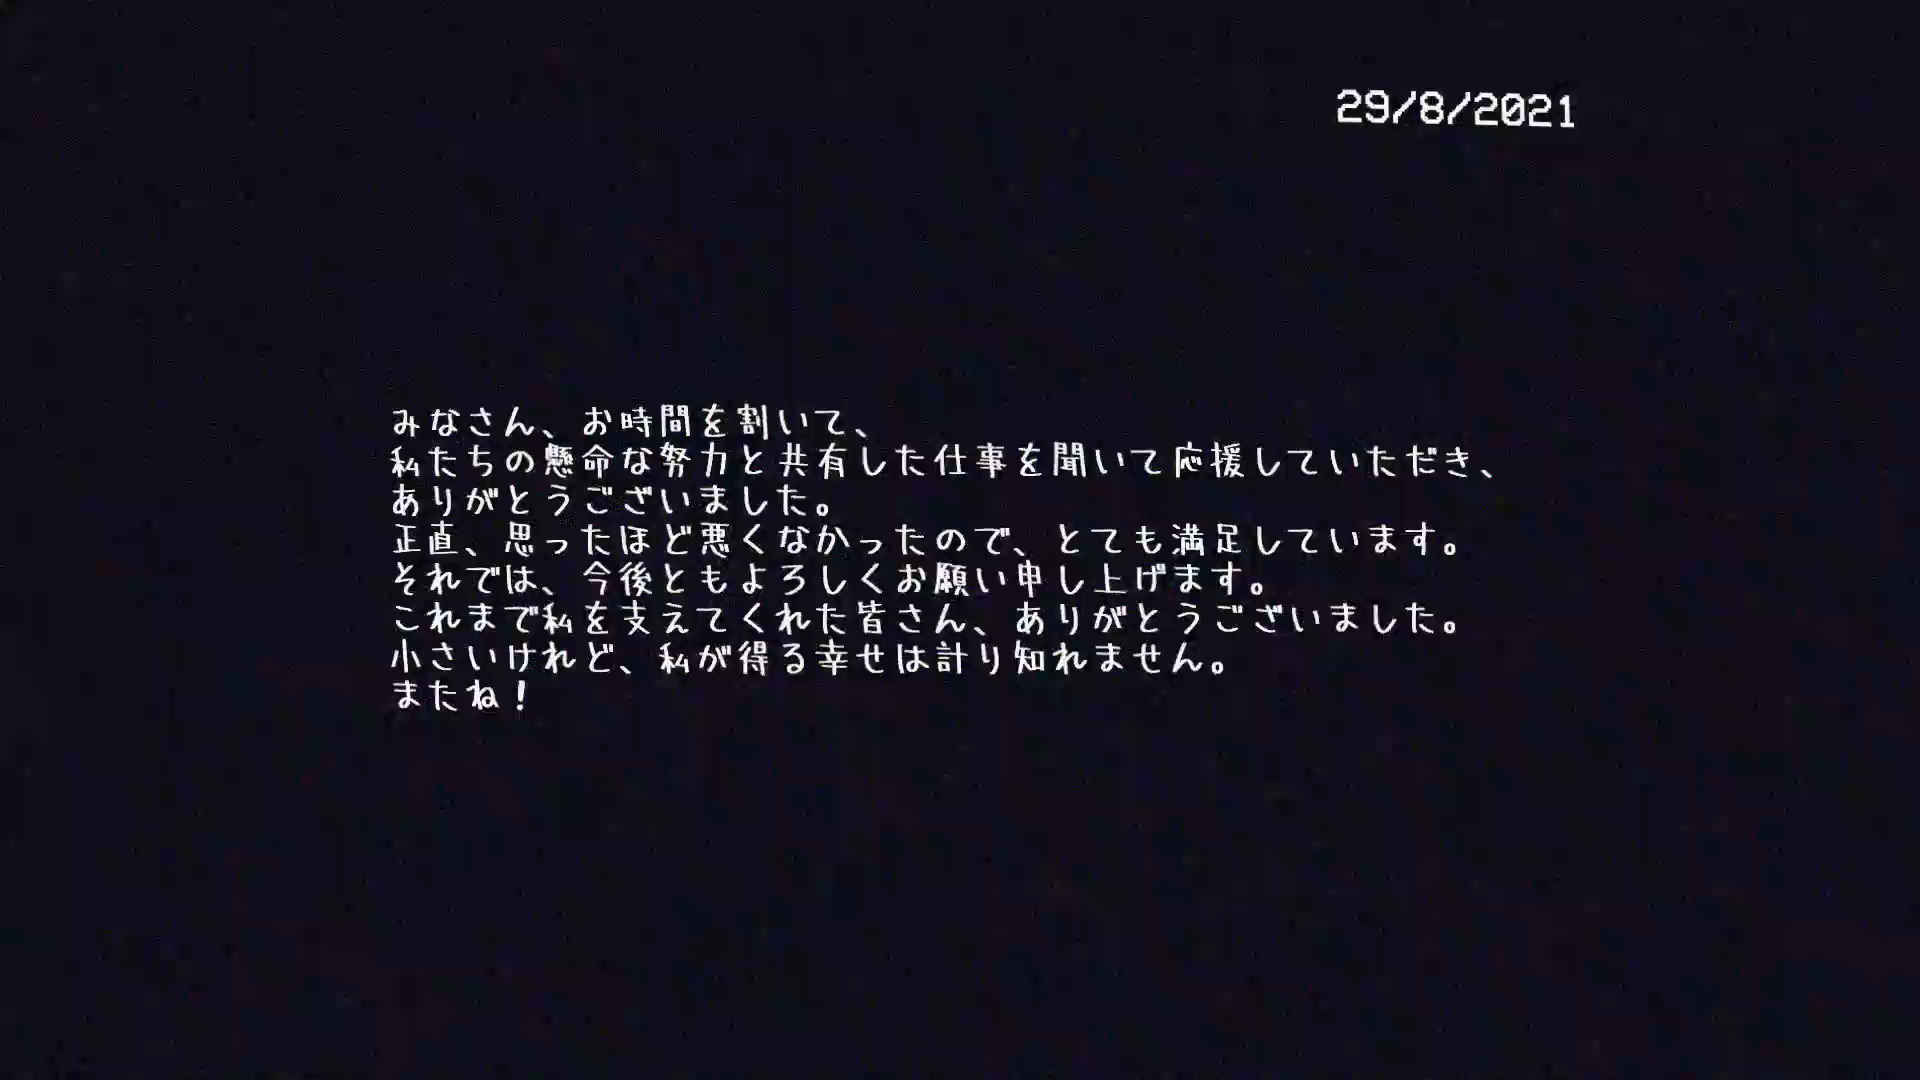 29/8/2021
みなさん、お時間を割いて、
私たちの懸命な努力と共有した仕事を聞いて応援していただき、
ありがとうございました。
正直、思ったほど悪くなかったので、とても満足しています。
それでは、今後ともよろしくお願い申し上げます。
これまで私を支えてくれた皆さん、ありがとうございました。
小さいけれど、私が得る幸せは計り知れません。
またね！